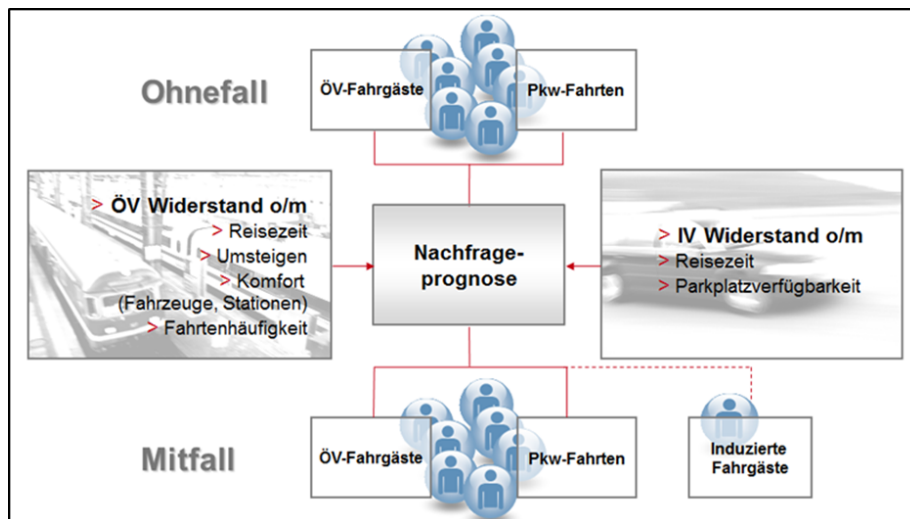 Ohnefall
ÖV-Fahrgäste
Pkw-Fahrten
> ÖV Widerstand o/m
> Reisezeit
> Umsteigen
> Komfort
(Fahrzeuge, Stationen)
> Fahrtenhäufigkeit
Nachfrage-
prognose
> IV Widerstand o/m
> Reisezeit
> Parkplatzverfügbarkeit
Mitfall
ÖV-Fahrgäste
Pkw-Fahrten
Induzierte
Fahrgäste